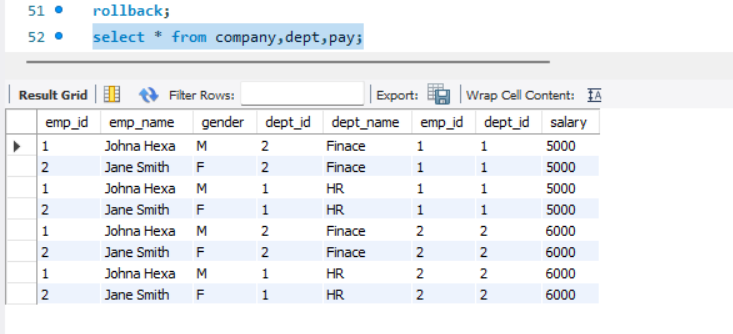 51 rollback;
52 select * from company,dept,pay;
Result Grid Filter Rows: Export: Wrap Cell Content: IA
emp_id emp_name gender dept_id dept_name emp_id dept_id salary
1 Johna Hexa M 2 Finace 1 1 5000
2 Jane Smith F 2 Finace 1 1 5000
1 Johna Hexa M 1 HR 1 1 5000
2 Jane Smith F 1 HR 1 1 5000
1 Johna Hexa M 2 Finace 2 2 6000
2 Jane Smith F 2 Finace 2 2 6000
1 Johna Hexa M 1 HR 2 2 6000
2 Jane Smith F 1 HR 2 2 6000